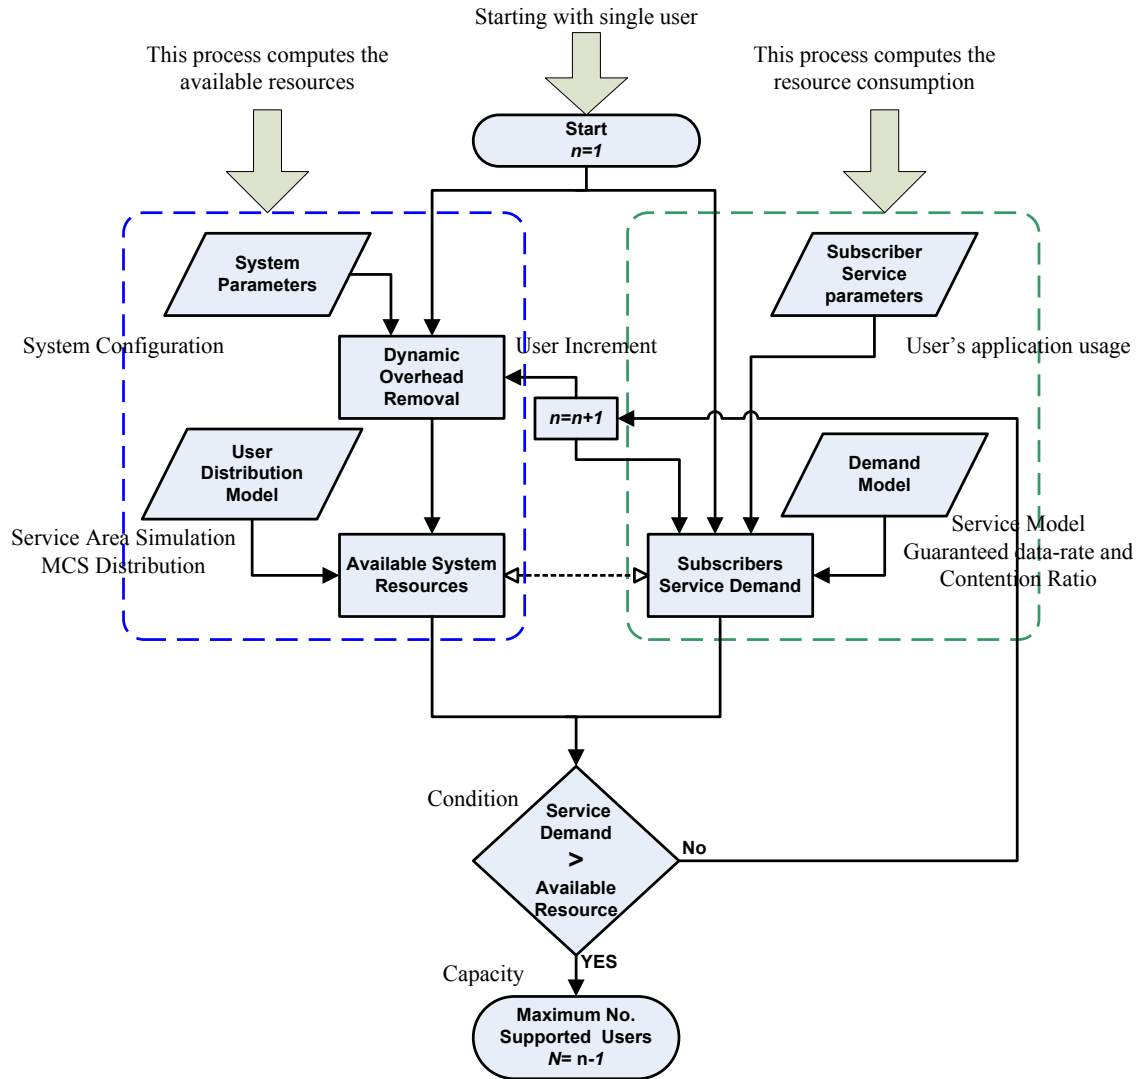 Starting with single user
This process computes the
available resources
This process computes the
resource consumption
Start
n=1
System
Parameters
Subscriber
Service
parameters
System Configuration
Dynamic
Overhead
Removal
User Increment
User's application usage
n=n+1
User
Distribution
Model
Demand
Model
Service Area Simulation
MCS Distribution
Available System
Resources
Subscribers
Service Demand
Service Model
Guaranteed data-rate and
Contention Ratio
Condition
Service
Demand
>
Available
Resource
No
YES
Capacity
Maximum No.
Supported Users
N= n-1